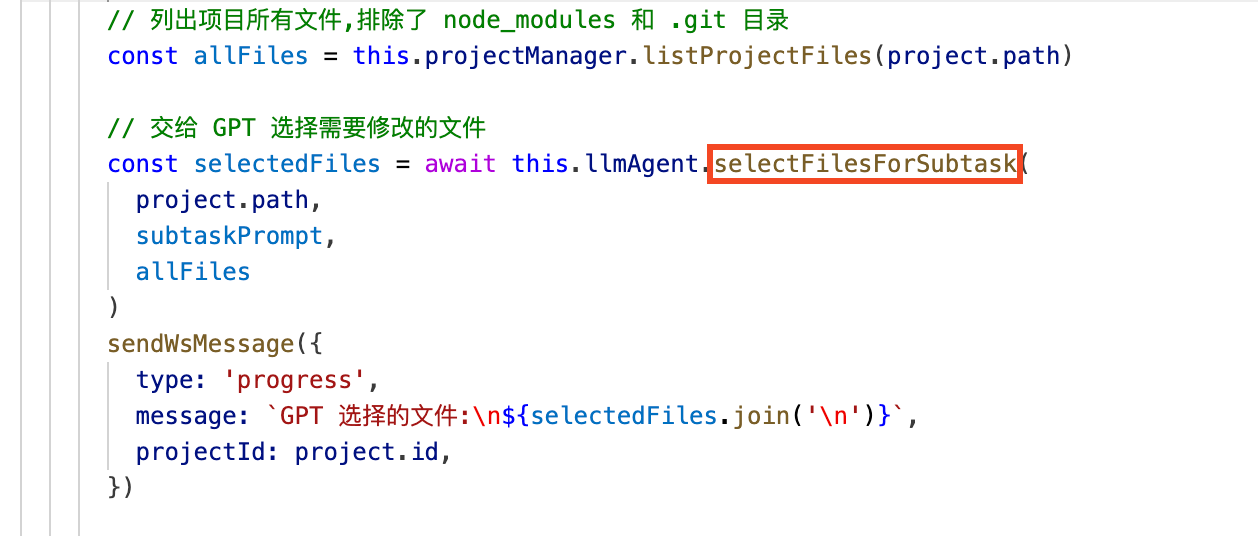 // 列出项目所有文件,排除了 node_modules 和 .git 目录
const allFiles = this.projectManager.listProjectFiles(project.path)
// 交给 GPT 选择需要修改的文件
const selectedFiles = await this.llmAgent.selectFilesForSubtask(
project.path,
subtaskPrompt,
allFiles
)
sendWsMessage({
type: 'progress',
message: `GPT 选择的文件:\n${selectedFiles.join('\n')}`,
projectId: project.id,
})